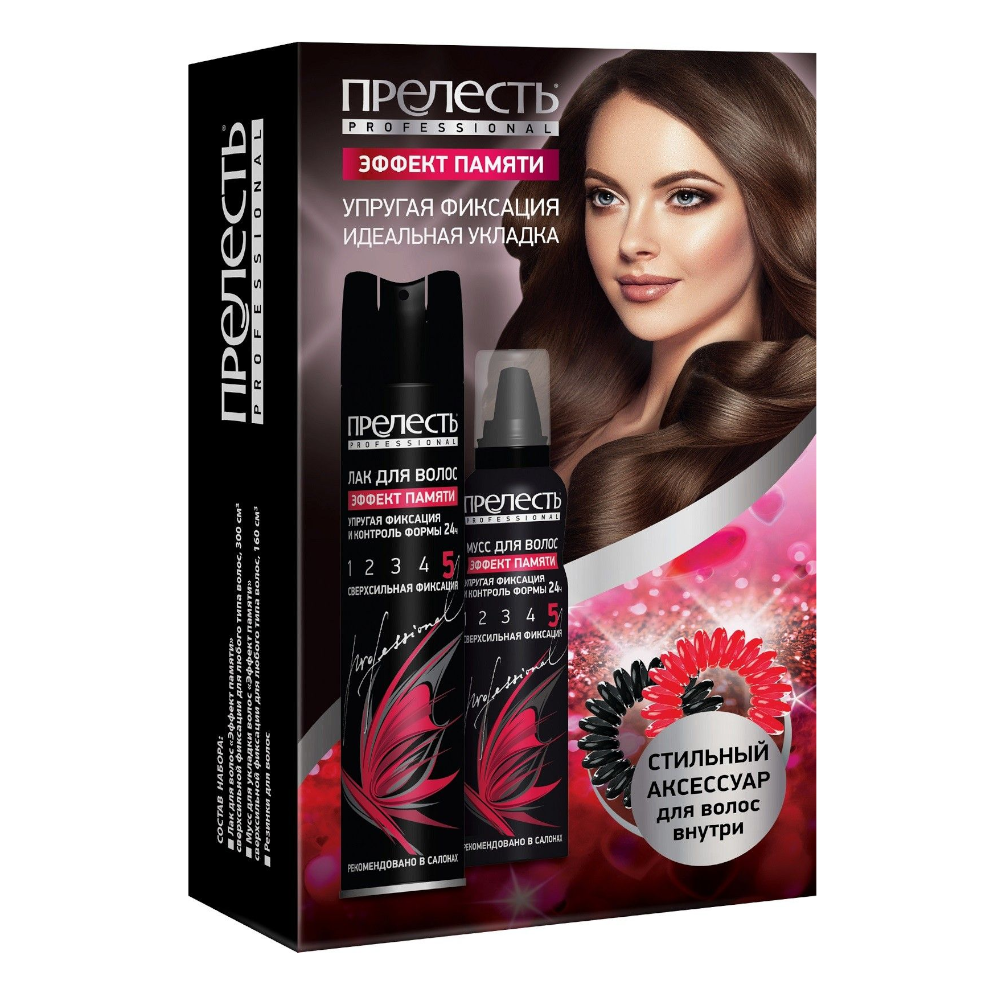 ПРЕЛЕСТЬ®
PROFESSIONAL
ЭФФЕКТ ПАМЯТИ
УПРУГАЯ ФИКСАЦИЯ
ИДЕАЛЬНАЯ УКЛАДКА
ПРЕЛЕСТЬ®
PROFESSIONAL
ЛАК ДЛЯ ВОЛОС
ЭФФЕКТ ПАМЯТИ
УПРУГАЯ ФИКСАЦИЯ
И КОНТРОЛЬ ФОРМЫ 24ч
1 2 3 4 5
СВЕРХСИЛЬНАЯ ФИКСАЦИЯ
Professional
РЕКОМЕНДОВАНО В САЛОНАХ
ПРЕЛЕСТЬ®
PROFESSIONAL
МУСС ДЛЯ ВОЛОС
ЭФФЕКТ ПАМЯТИ
УПРУГАЯ ФИКСАЦИЯ
И КОНТРОЛЬ ФОРМЫ 24ч
1 2 3 4 5
СВЕРХСИЛЬНАЯ ФИКСАЦИЯ
Professional
РЕКОМЕНДОВАНО В САЛОНАХ
СТИЛЬНЫЙ
АКСЕССУАР
для волос
внутри
ПРЕЛЕСТЬ®
PROFESSIONAL
СОСТАВ НАБОРА:
■ Лак для волос «Эффект памяти»
сверхсильной фиксации для любого типа волос, 300 см³
■ Мусс для укладки волос «Эффект памяти»
сверхсильной фиксации для любого типа волос, 160 см³
■ Резинки для волос